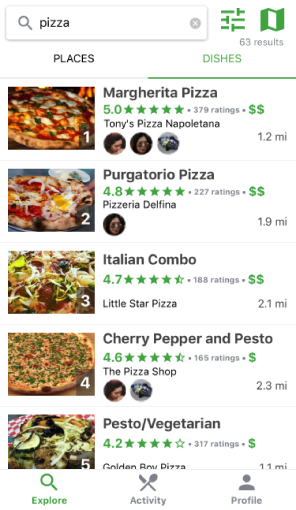 pizza
63 results
PLACES DISHES
Margherita Pizza
5.0 ★★★★★ • 379 ratings • $$
Tony's Pizza Napoletana
1
1.2 mi
Purgatorio Pizza
4.8 ★★★★★ • 227 ratings • $$
Pizzeria Delfina
2
1.9 mi
Italian Combo
4.7 • 188 ratings • $$
3
Little Star Pizza 2.1 mi
Cherry Pepper and Pesto
4.6 • 165 ratings • $
The Pizza Shop
4
2.3 mi
Pesto/Vegetarian
4.2 ★★★★☆ • 317 ratings • $
5
Golden Boy Pizza 1.1 mi
Explore Activity Profile